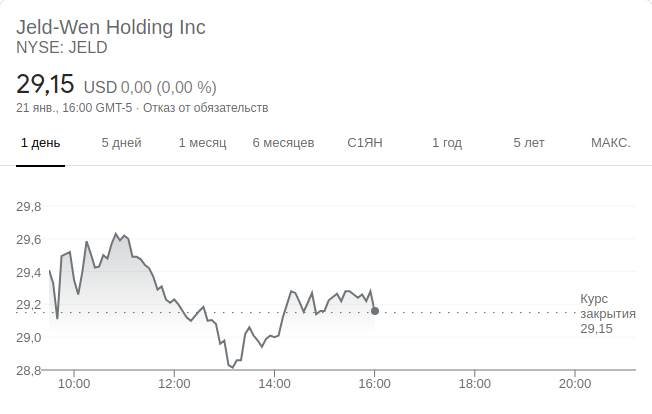 Jeld-Wen Holding Inc
NYSE: JELD
29,15 USD 0,00 (0,00 %)
21 янв., 16:00 GMT-5 · Отказ от обязательств
1 день 5 дней 1 месяц 6 месяцев С1ЯН 1 год 5 лет МАКС.
29,8
29,6
29,4
29,2
29,0
28,8
Курс
закрытия
29,15
10:00 12:00 14:00 16:00 18:00 20:00